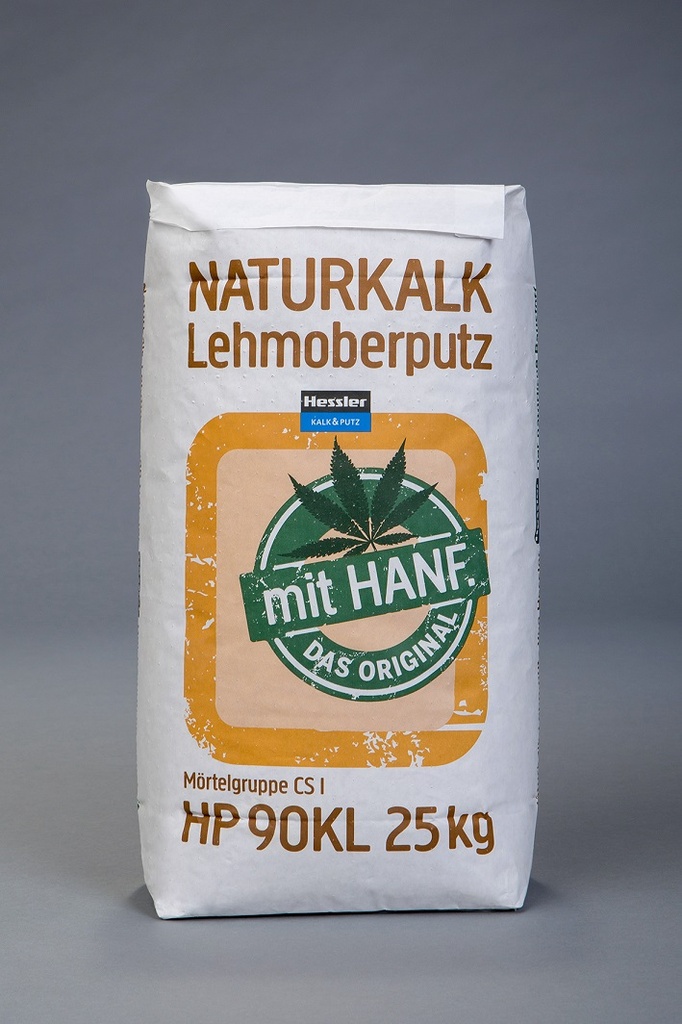 NATURKALK
Lehmoberputz
Hessler
KALK&PUTZ
mit HANF.
DAS ORIGINAL
Mörtelgruppe CS I
HP 90KL 25kg